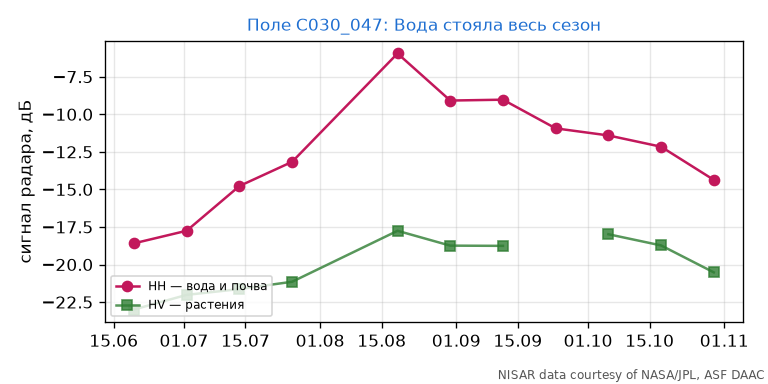 Поле C030_047: Вода стояла весь сезон
сигнал радара, дБ
−7.5
−10.0
−12.5
−15.0
−17.5
−20.0
−22.5
HH — вода и почва
HV — растения
15.06 01.07 15.07 01.08 15.08 01.09 15.09 01.10 15.10 01.11
NISAR data courtesy of NASA/JPL, ASF DAAC